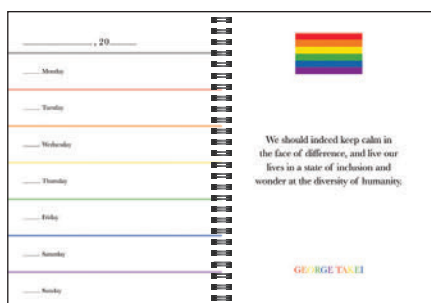 , 20
Monday
Tuesday
Wednesday
Thursday
Friday
Saturday
Sunday
We should indeed keep calm in
the face of difference, and live our
lives in a state of inclusion and
wonder at the diversity of humanity.
GEORGE TAKEI